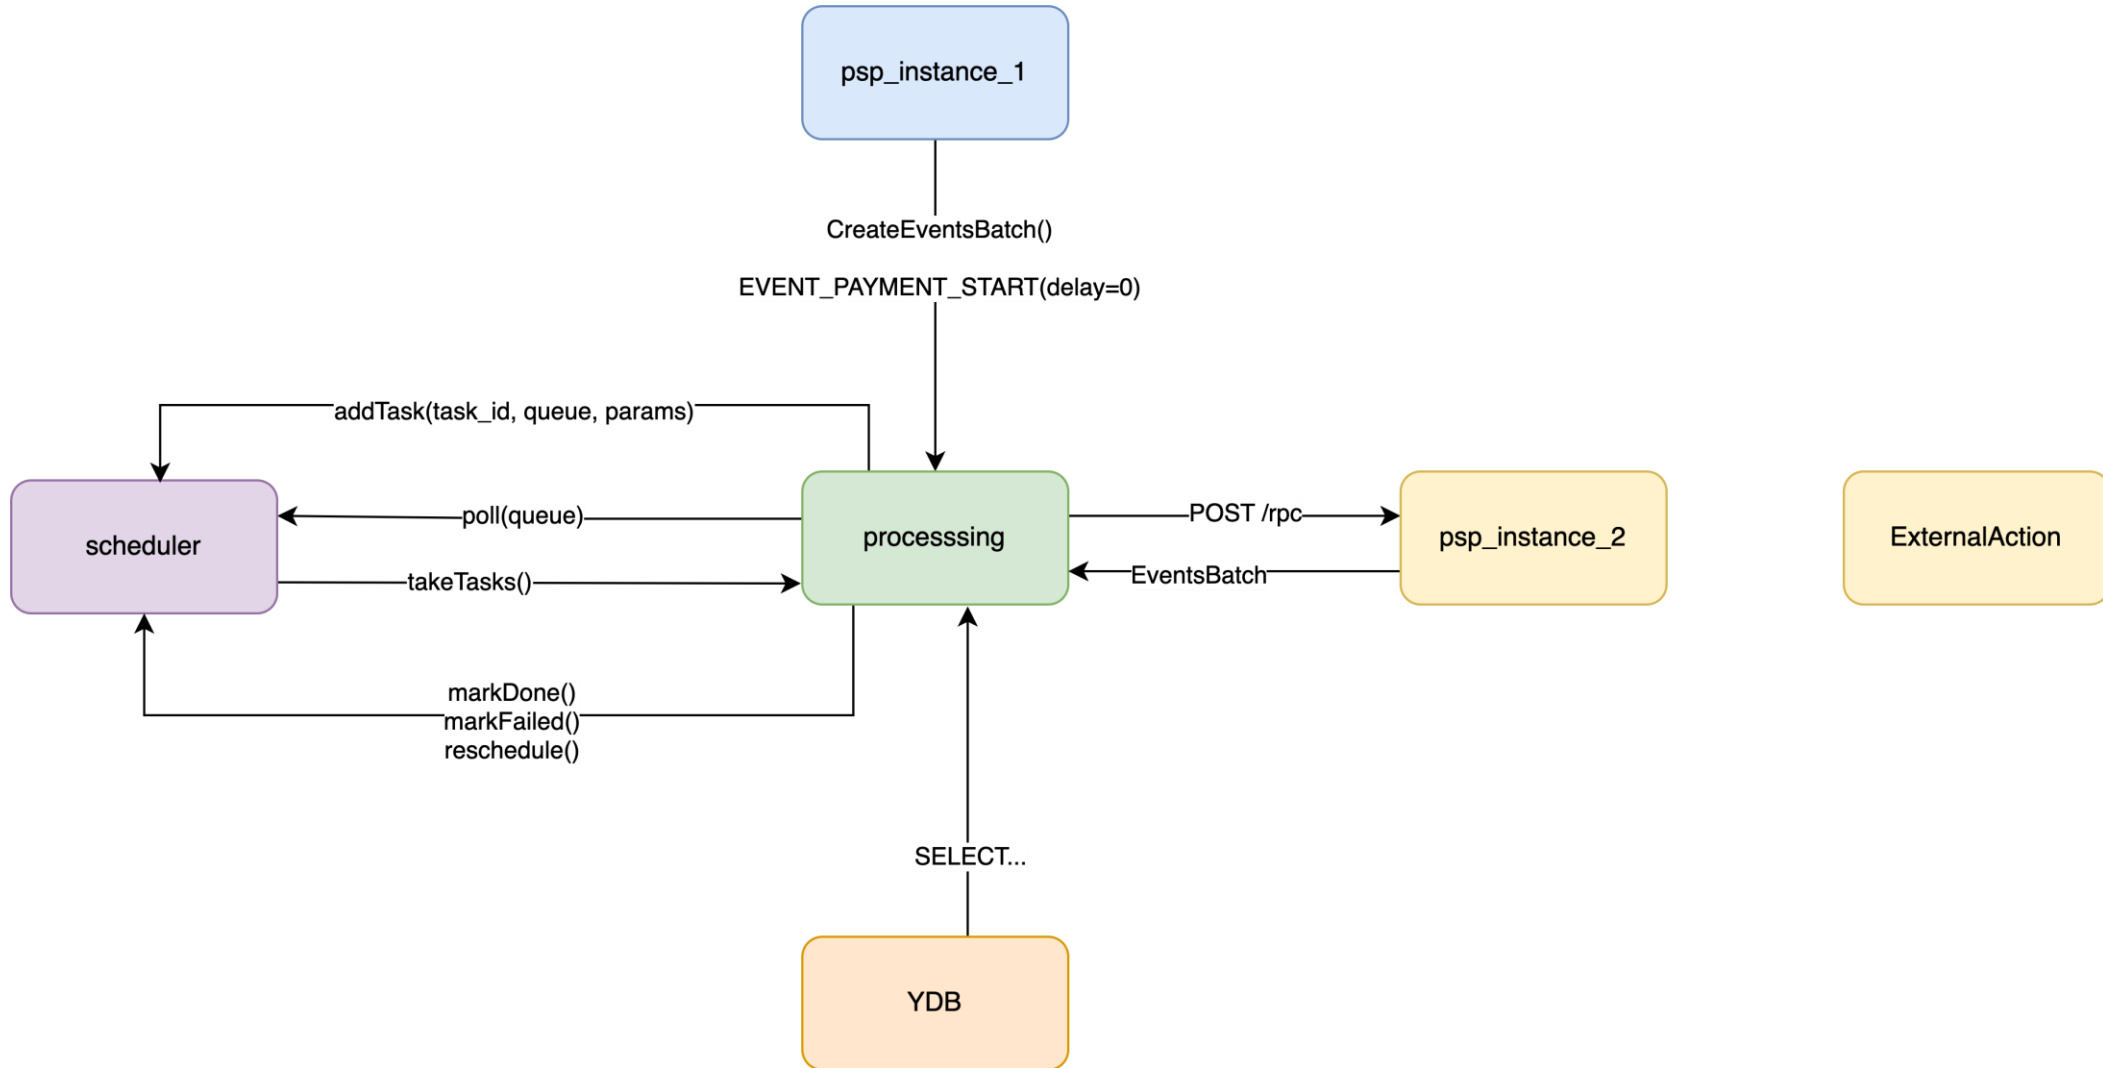 psp_instance_1
CreateEventsBatch()
EVENT_PAYMENT_START(delay=0)
addTask(task_id, queue, params)
scheduler
poll(queue)
takeTasks()
processsing
POST /rpc
EventsBatch
psp_instance_2
ExternalAction
markDone()
markFailed()
reschedule()
SELECT...
YDB